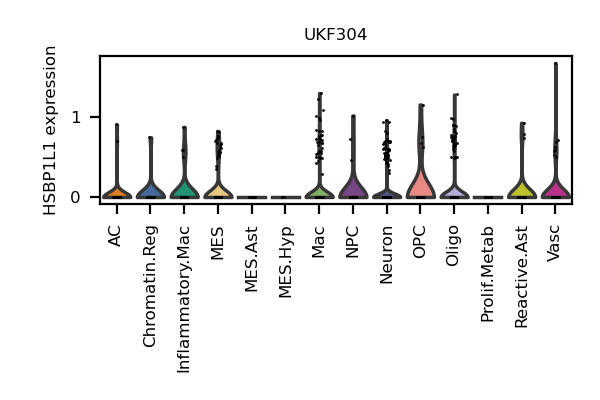 UKF304
HSBP1L1 expression
1
0
AC
Chromatin.Reg
Inflammatory.Mac
MES
MES.Ast
MES.Hyp
Mac
NPC
Neuron
OPC
Oligo
Prolif.Metab
Reactive.Ast
Vasc